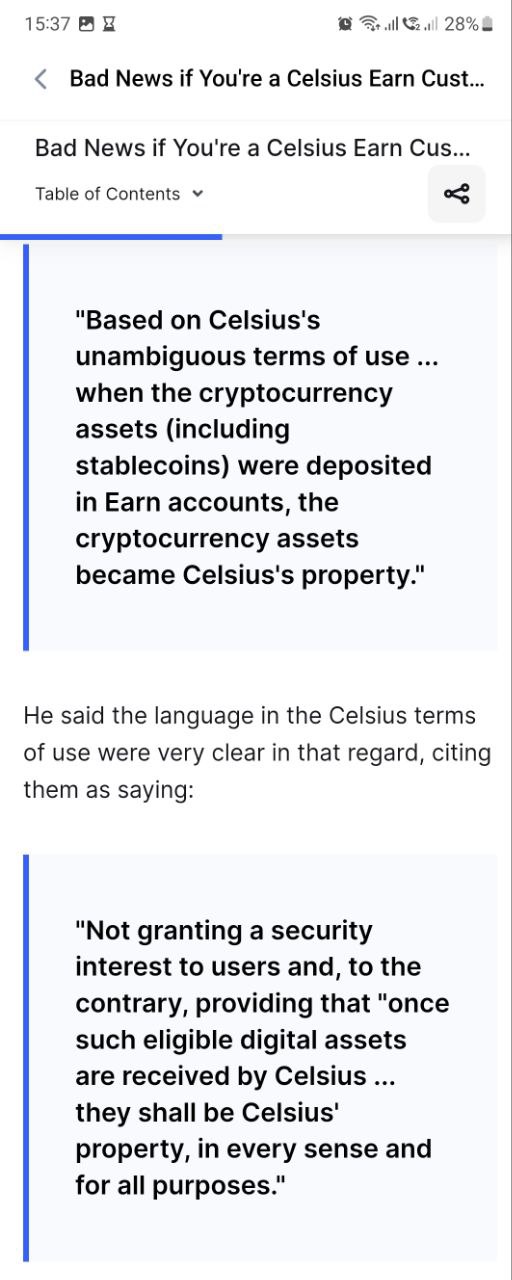 15:37
28%
Bad News if You're a Celsius Earn Cust...
Bad News if You're a Celsius Earn Cus...
Table of Contents
"Based on Celsius's
unambiguous terms of use ...
when the cryptocurrency
assets (including
stablecoins) were deposited
in Earn accounts, the
cryptocurrency assets
became Celsius's property."
He said the language in the Celsius terms
of use were very clear in that regard, citing
them as saying:
"Not granting a security
interest to users and, to the
contrary, providing that "once
such eligible digital assets
are received by Celsius ...
they shall be Celsius'
property, in every sense and
for all purposes."